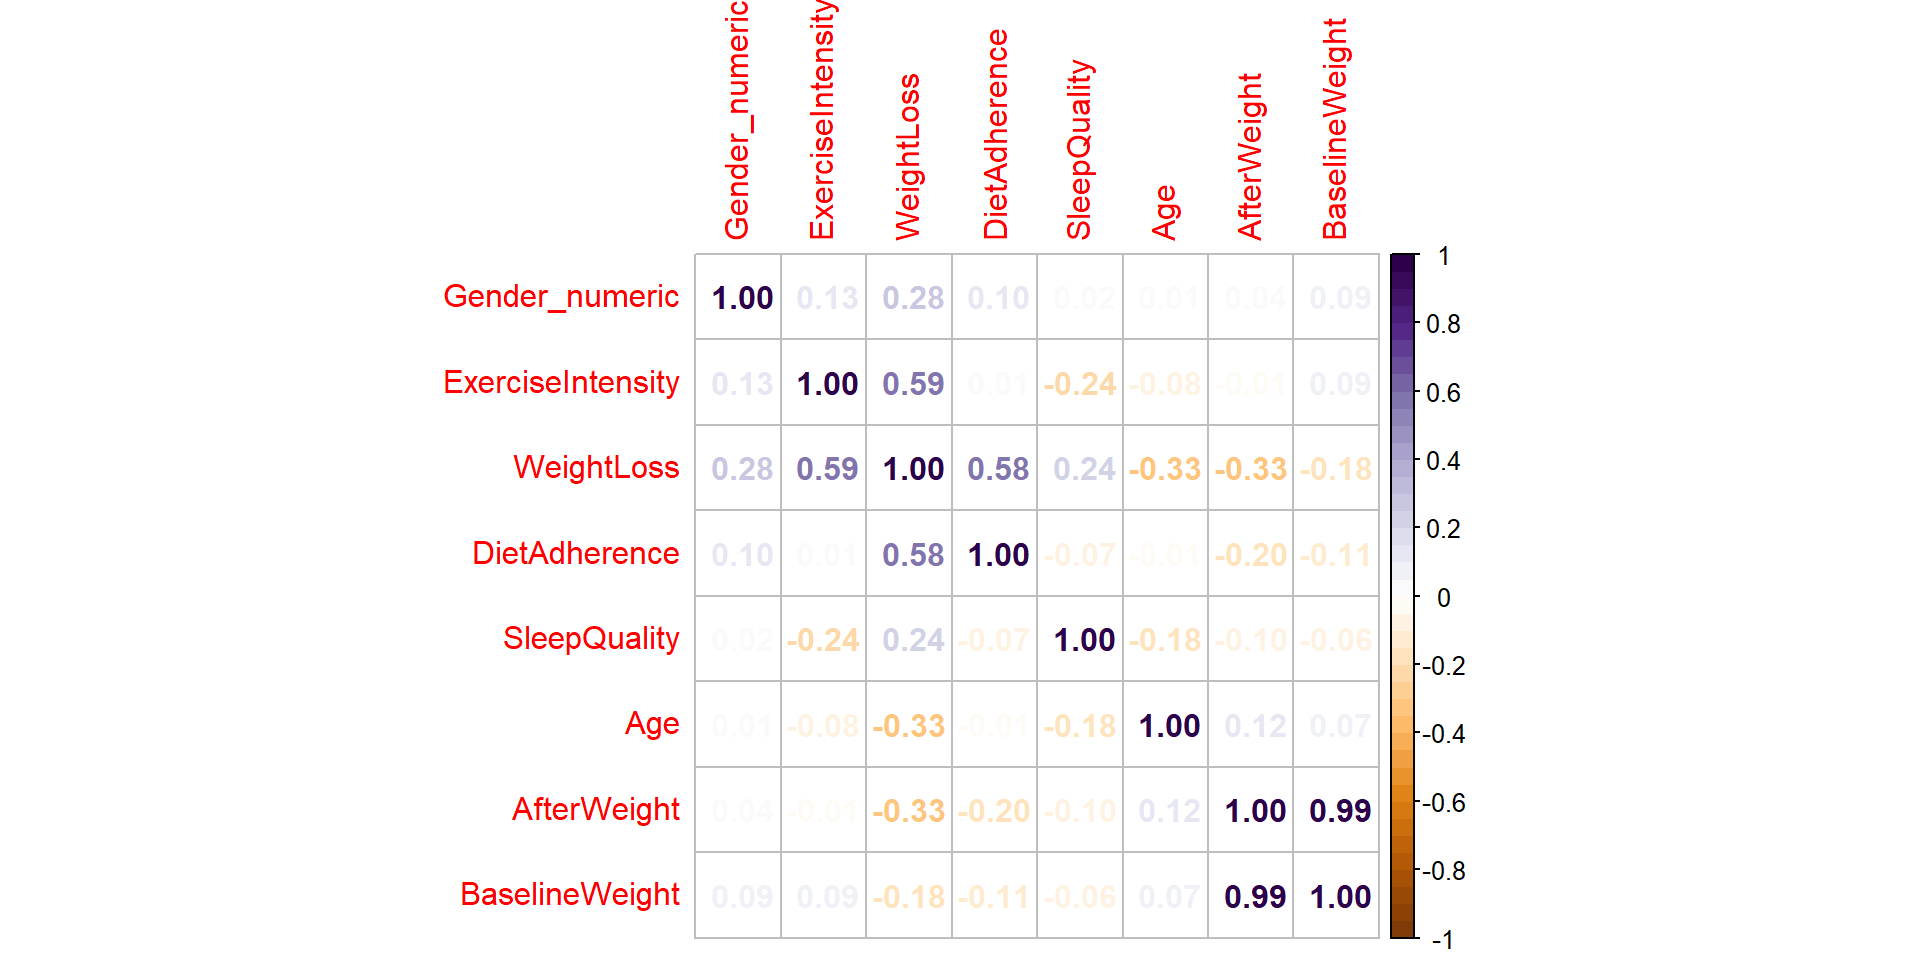 Gender_numeric ExerciseIntensity WeightLoss DietAdherence SleepQuality Age AfterWeight BaselineWeight
Gender_numeric 1.00 0.13 0.28 0.10 0.02 0.01 0.04 0.09
ExerciseIntensity 0.13 1.00 0.59 0.01 -0.24 -0.08 -0.01 0.09
WeightLoss 0.28 0.59 1.00 0.58 0.24 -0.33 -0.33 -0.18
DietAdherence 0.10 0.01 0.58 1.00 -0.07 -0.01 -0.20 -0.11
SleepQuality 0.02 -0.24 0.24 -0.07 1.00 -0.18 -0.10 -0.06
Age 0.01 -0.08 -0.33 -0.01 -0.18 1.00 0.12 0.07
AfterWeight 0.04 -0.01 -0.33 -0.20 -0.10 0.12 1.00 0.99
BaselineWeight 0.09 0.09 -0.18 -0.11 -0.06 0.07 0.99 1.00
1
0.8
0.6
0.4
0.2
0
-0.2
-0.4
-0.6
-0.8
-1